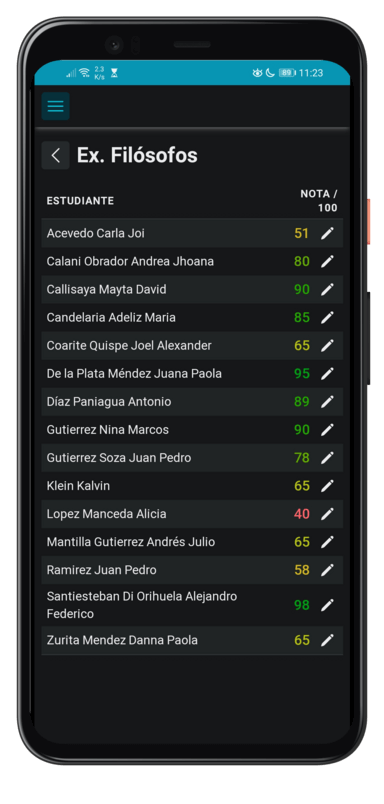 2.3
K/s
89 11:23
Ex. Filósofos
ESTUDIANTE
NOTA /
100
Acevedo Carla Joi 51
Calani Obrador Andrea Jhoana 80
Callisaya Mayta David 90
Candelaria Adeliz Maria 85
Coarite Quispe Joel Alexander 65
De la Plata Méndez Juana Paola 95
Díaz Paniagua Antonio 89
Gutierrez Nina Marcos 90
Gutierrez Soza Juan Pedro 78
Klein Kalvin 65
Lopez Manceda Alicia 40
Mantilla Gutierrez Andrés Julio 65
Ramirez Juan Pedro 58
Santiesteban Di Orihuela Alejandro
Federico 98
Zurita Mendez Danna Paola 65